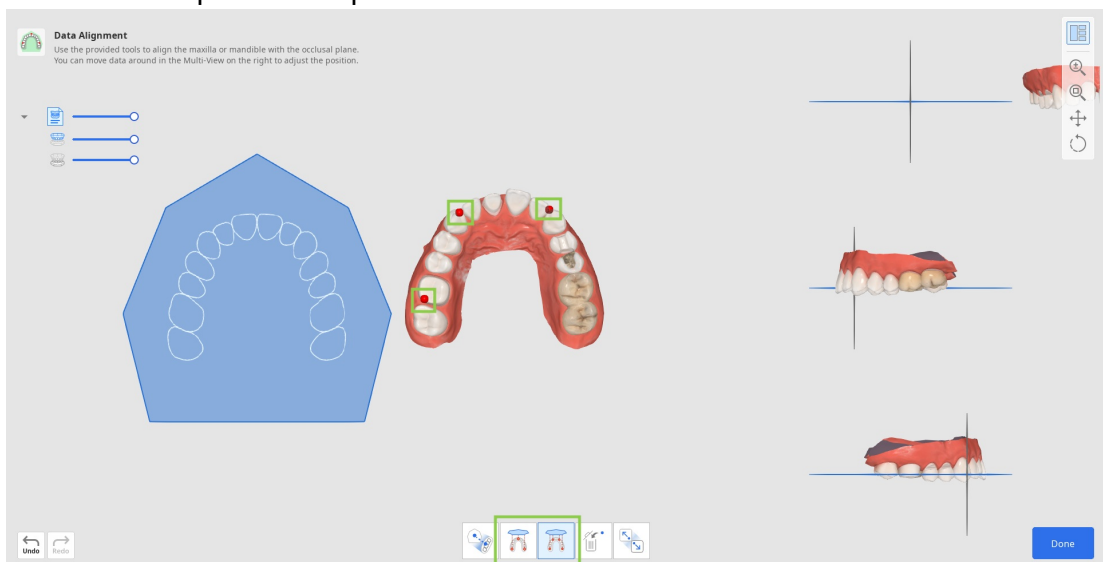 Data Alignment
Use the provided tools to align the maxilla or mandible with the occlusal plane.
You can move data around in the Multi-View on the right to adjust the position.
Undo
Redo
Done